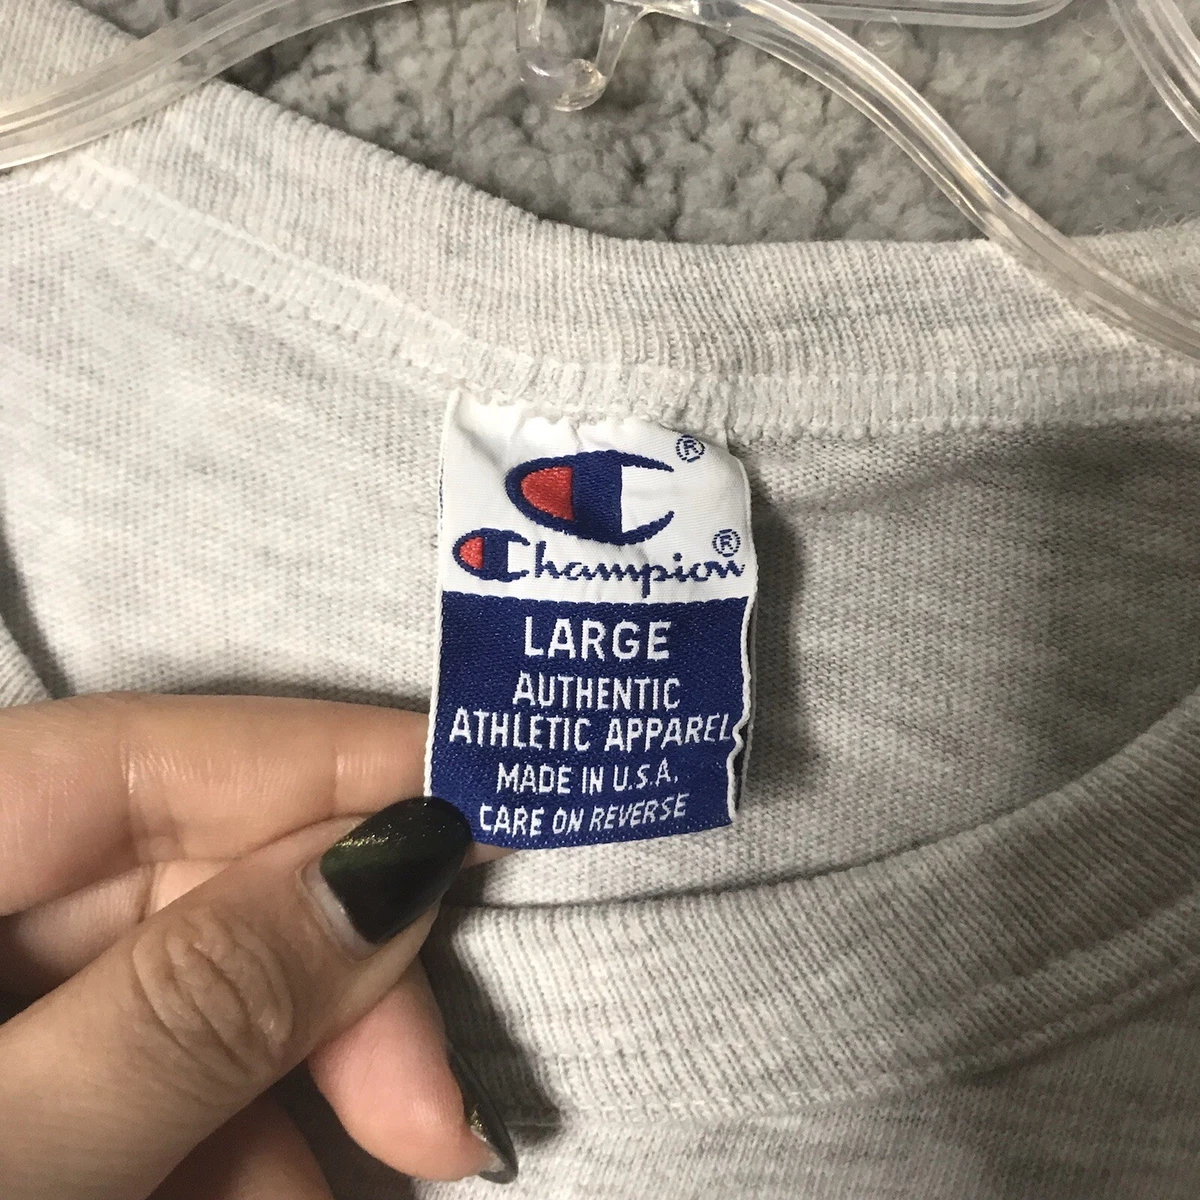 ®
Champion®
LARGE
AUTHENTIC
ATHLETIC APPAREL
MADE IN U.S.A.
CARE ON REVERSE